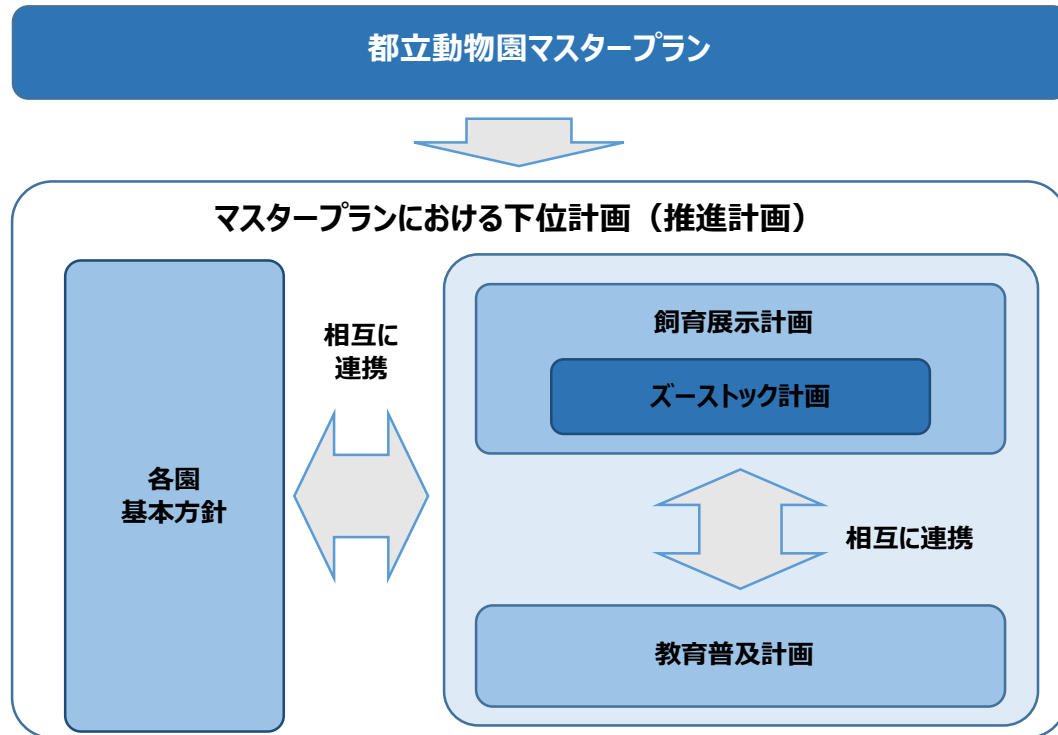 都立動物園マスタープラン
マスタープランにおける下位計画（推進計画）
各園
基本方針
相互に
連携
飼育展示計画
ズーストック計画
相互に連携
教育普及計画